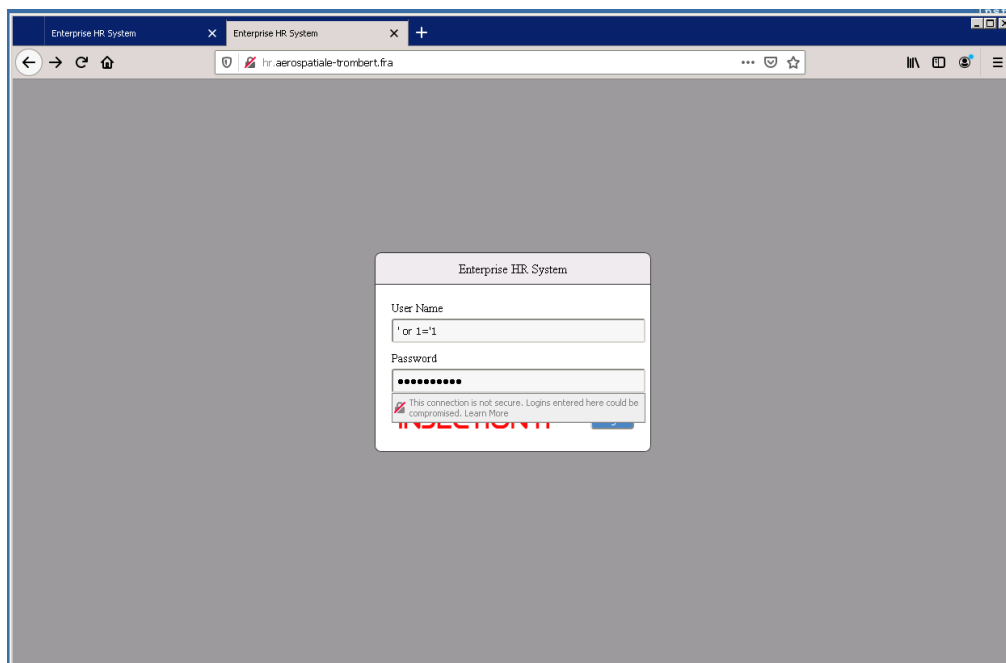 Enterprise HR System
Enterprise HR System
hr.aerospatiale-trombert.fra
Enterprise HR System
User Name
' or 1='1
Password
••••••••••
This connection is not secure. Logins entered here could be
compromised. Learn More